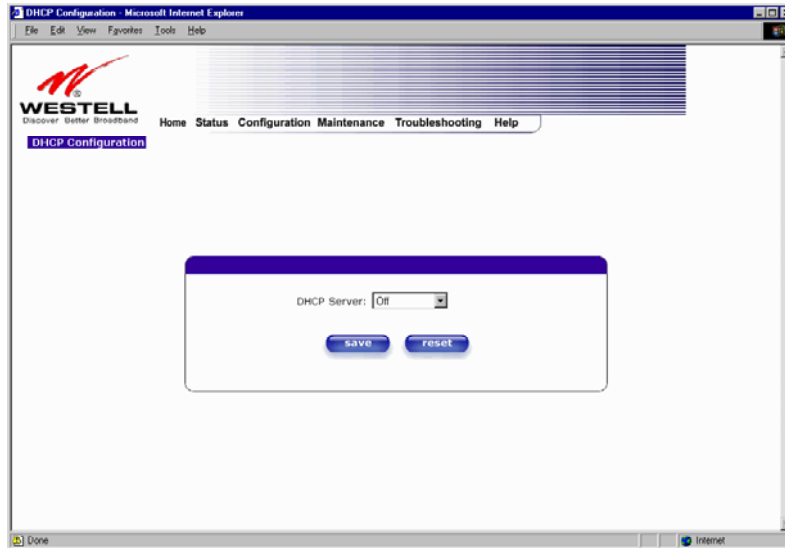 DHCP Configuration - Microsoft Internet Explorer
File Edit View Favorites Tools Help
WESTELL
®
Discover Better Broadband
Home Status Configuration Maintenance Troubleshooting Help
DHCP Configuration
DHCP Server: Off
save reset
Done
Internet